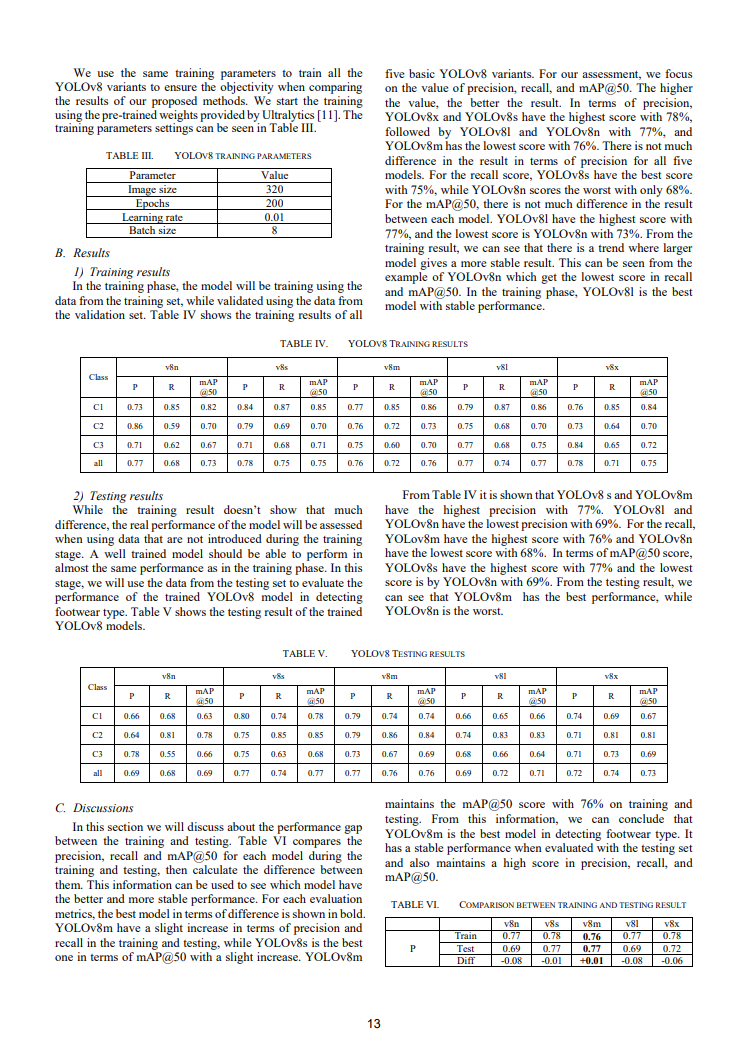 We use the same training parameters to train all the
YOLOv8 variants to ensure the objectivity when comparing
the results of our proposed methods. We start the training
using the pre-trained weights provided by Ultralytics [11]. The
training parameters settings can be seen in Table III.
TABLE III. YOLOV8 TRAINING PARAMETERS
Parameter Value
Image size 320
Epochs 200
Learning rate 0.01
Batch size 8
B. Results
1) Training results
In the training phase, the model will be training using the
data from the training set, while validated using the data from
the validation set. Table IV shows the training results of all
five basic YOLOv8 variants. For our assessment, we focus
on the value of precision, recall, and mAP@50. The higher
the value, the better the result. In terms of precision,
YOLOv8x and YOLOv8s have the highest score with 78%,
followed by YOLOv8l and YOLOv8n with 77%, and
YOLOv8m has the lowest score with 76%. There is not much
difference in the result in terms of precision for all five
models. For the recall score, YOLOv8s have the best score
with 75%, while YOLOv8n scores the worst with only 68%.
For the mAP@50, there is not much difference in the result
between each model. YOLOv8l have the highest score with
77%, and the lowest score is YOLOv8n with 73%. From the
training result, we can see that there is a trend where larger
model gives a more stable result. This can be seen from the
example of YOLOv8n which get the lowest score in recall
and mAP@50. In the training phase, YOLOv8l is the best
model with stable performance.
TABLE IV. YOLOV8 TRAINING RESULTS
Class v8n v8s v8m v8l v8x
P R mAP @50 P R mAP @50 P R mAP @50 P R mAP @50 P R mAP @50
C1 0.73 0.85 0.82 0.84 0.87 0.85 0.77 0.85 0.86 0.79 0.87 0.86 0.76 0.85 0.84
C2 0.86 0.59 0.70 0.79 0.69 0.70 0.76 0.72 0.73 0.75 0.68 0.70 0.73 0.64 0.70
C3 0.71 0.62 0.67 0.71 0.68 0.71 0.75 0.60 0.70 0.77 0.68 0.75 0.84 0.65 0.72
all 0.77 0.68 0.73 0.78 0.75 0.75 0.76 0.72 0.76 0.77 0.74 0.77 0.78 0.71 0.75
2) Testing results
While the training result doesn't show that much
difference, the real performance of the model will be assessed
when using data that are not introduced during the training
stage. A well trained model should be able to perform in
almost the same performance as in the training phase. In this
stage, we will use the data from the testing set to evaluate the
performance of the trained YOLOv8 model in detecting
footwear type. Table V shows the testing result of the trained
YOLOv8 models.
From Table IV it is shown that YOLOv8 s and YOLOv8m
have the highest precision with 77%. YOLOv8l and
YOLOv8n have the lowest precision with 69%. For the recall,
YOLov8m have the highest score with 76% and YOLOv8n
have the lowest score with 68%. In terms of mAP@50 score,
YOLOv8s have the highest score with 77% and the lowest
score is by YOLOv8n with 69%. From the testing result, we
can see that YOLOv8m has the best performance, while
YOLOv8n is the worst.
TABLE V. YOLOV8 TESTING RESULTS
Class v8n v8s v8m v8l v8x
P R mAP @50 P R mAP @50 P R mAP @50 P R mAP @50 P R mAP @50
C1 0.66 0.68 0.63 0.80 0.74 0.78 0.79 0.74 0.74 0.66 0.65 0.66 0.74 0.69 0.67
C2 0.64 0.81 0.78 0.75 0.85 0.85 0.79 0.86 0.84 0.74 0.83 0.83 0.71 0.81 0.81
C3 0.78 0.55 0.66 0.75 0.63 0.68 0.73 0.67 0.69 0.68 0.66 0.64 0.71 0.73 0.69
all 0.69 0.68 0.69 0.77 0.74 0.77 0.77 0.76 0.76 0.69 0.72 0.71 0.72 0.74 0.73
C. Discussions
In this section we will discuss about the performance gap
between the training and testing. Table VI compares the
precision, recall and mAP@50 for each model during the
training and testing, then calculate the difference between
them. This information can be used to see which model have
the better and more stable performance. For each evaluation
metrics, the best model in terms of difference is shown in bold.
YOLOv8m have a slight increase in terms of precision and
recall in the training and testing, while YOLOv8s is the best
one in terms of mAP@50 with a slight increase. YOLOv8m
maintains the mAP@50 score with 76% on training and
testing. From this information, we can conclude that
YOLOv8m is the best model in detecting footwear type. It
has a stable performance when evaluated with the testing set
and also maintains a high score in precision, recall, and
mAP@50.
TABLE VI. COMPARISON BETWEEN TRAINING AND TESTING RESULT
v8n v8s v8m v8l v8x
P Train 0.77 0.78 0.76 0.77 0.78
Test 0.69 0.77 0.77 0.69 0.72
Diff -0.08 -0.01 +0.01 -0.08 -0.06
13